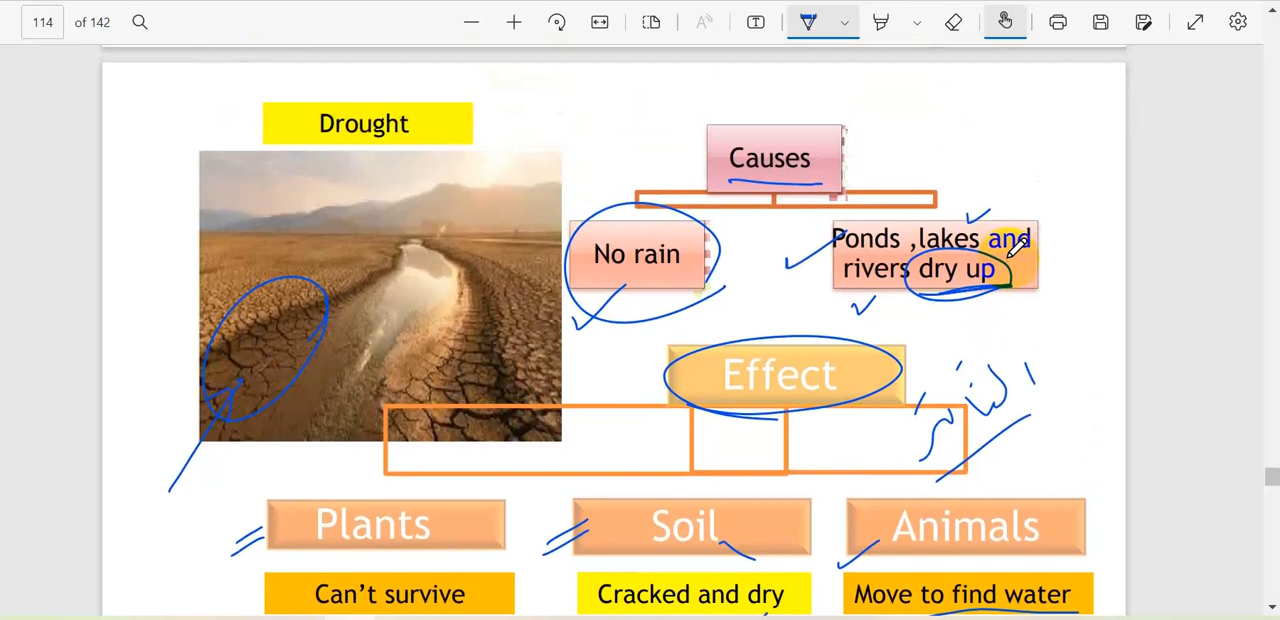 114 of 142
Drought
Causes
No rain
Ponds ,lakes and
rivers dry up
Effect
التأثير
Plants
Soil
Animals
Can't survive
Cracked and dry
Move to find water